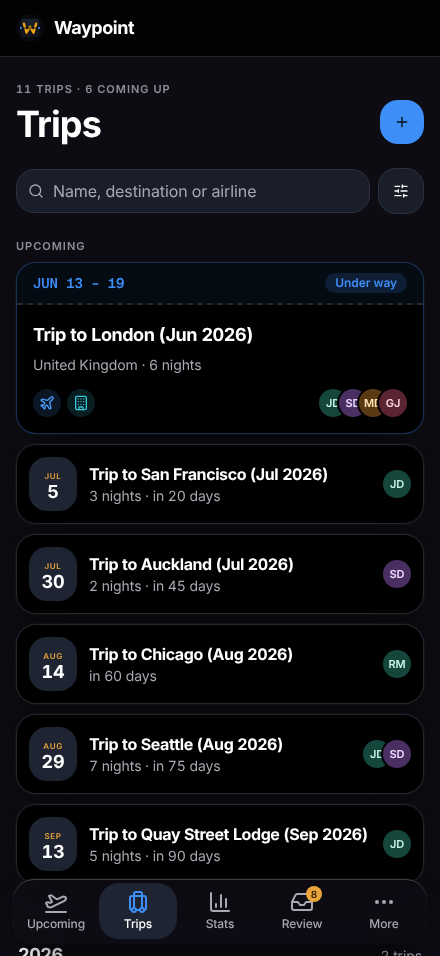 Waypoint
11 TRIPS · 6 COMING UP
Trips
+
Name, destination or airline
UPCOMING
JUN 13 – 19
Under way
Trip to London (Jun 2026)
United Kingdom · 6 nights
SD
GJ
JUL
5
Trip to San Francisco (Jul 2026)
3 nights · in 20 days
JD
JUL
30
Trip to Auckland (Jul 2026)
2 nights · in 45 days
SD
AUG
14
Trip to Chicago (Aug 2026)
in 60 days
RM
AUG
29
Trip to Seattle (Aug 2026)
7 nights · in 75 days
JD SD
SEP
13
Trip to Quay Street Lodge (Sep 2026)
5 nights · in 90 days
JD
Upcoming
Trips
Stats
8
Review
More
2026
2 trips